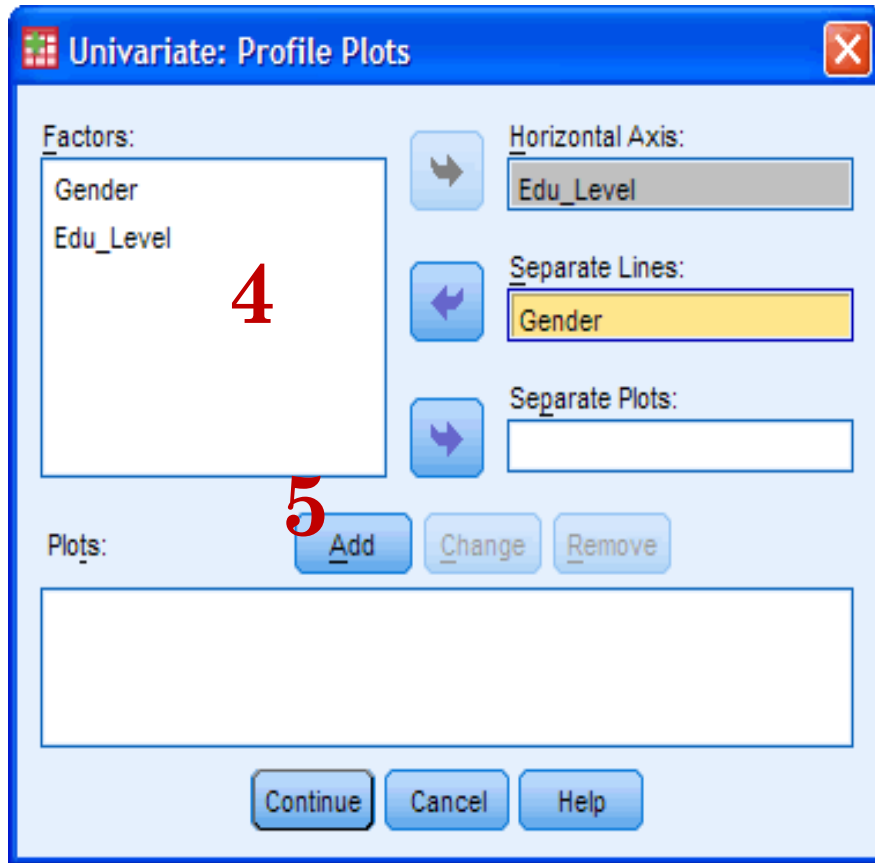 Univariate: Profile Plots
Factors:
Gender
Edu_Level
4
Horizontal Axis:
Edu_Level
Separate Lines:
Gender
Separate Plots:
5
Plots:
Add
Change
Remove
Continue
Cancel
Help